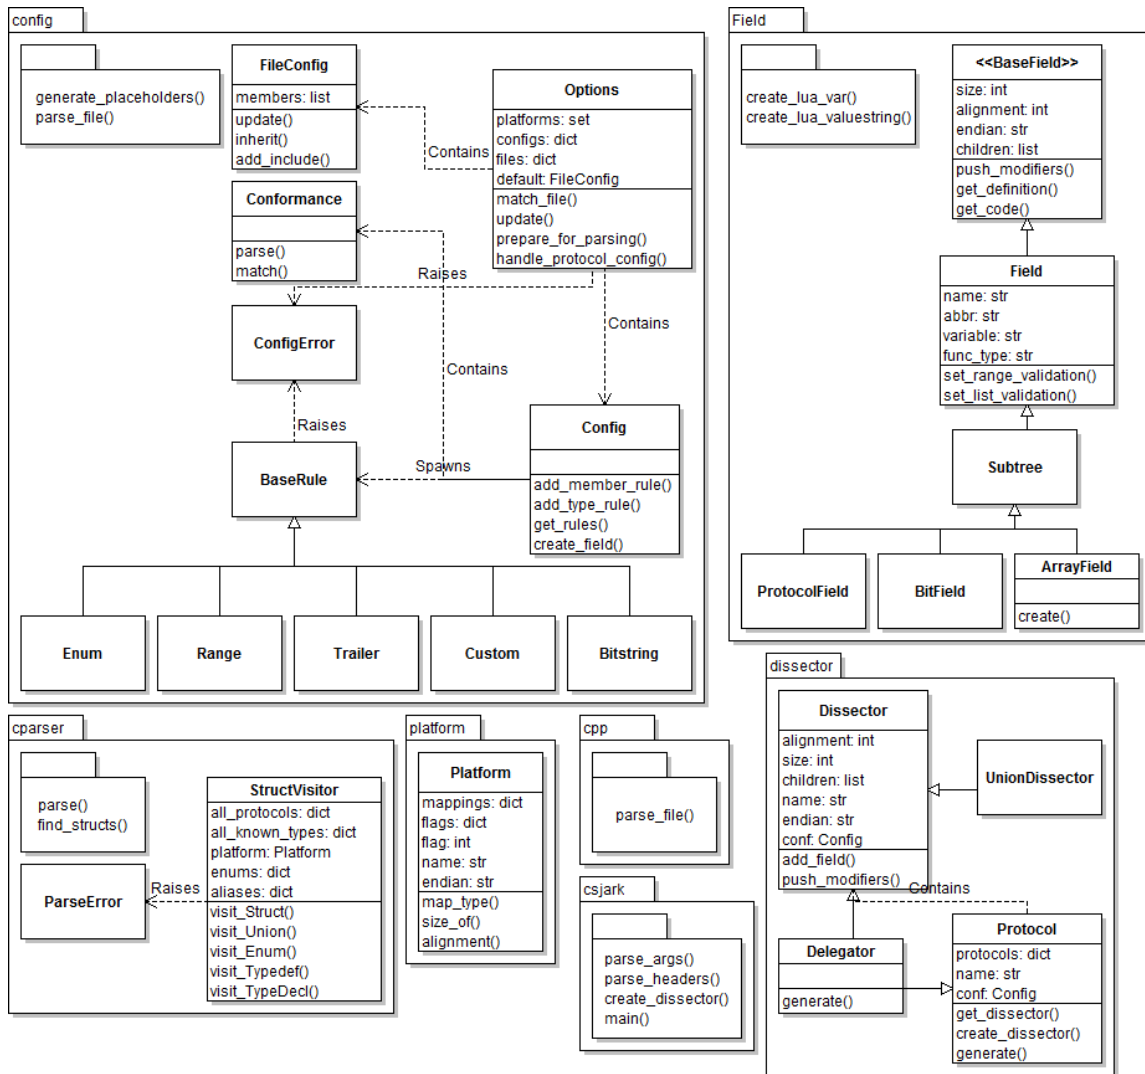 config
generate_placeholders()
parse_file()
FileConfig
members: list
update()
inherit()
add_include()
Options
platforms: set
configs: dict
files: dict
default: FileConfig
match_file()
update()
prepare_for_parsing()
handle_protocol_config()
Contains
Conformance
parse()
match()
Raises
ConfigError
Contains
Contains
Raises
BaseRule
Spawns
Config
add_member_rule()
add_type_rule()
get_rules()
create_field()
Enum
Range
Trailer
Custom
Bitstring
Field
create_lua_var()
create_lua_valuestring()
<<BaseField>>
size: int
alignment: int
endian: str
children: list
push_modifiers()
get_definition()
get_code()
Field
name: str
abbr: str
variable: str
func_type: str
set_range_validation()
set_list_validation()
Subtree
ProtocolField
BitField
ArrayField
create()
cparser
parse()
find_structs()
ParseError
Raises
StructVisitor
all_protocols: dict
all_known_types: dict
platform: Platform
enums: dict
aliases: dict
visit_Struct()
visit_Union()
visit_Enum()
visit_Typedef()
visit_TypeDecl()
platform
Platform
mappings: dict
flags: dict
flag: int
name: str
endian: str
map_type()
size_of()
alignment()
cpp
parse_file()
csjark
parse_args()
parse_headers()
create_dissector()
main()
dissector
Dissector
alignment: int
size: int
children: list
name: str
endian: str
conf: Config
add_field()
push_modifiers()
UnionDissector
Contains
Delegator
generate()
Protocol
protocols: dict
name: str
conf: Config
get_dissector()
create_dissector()
generate()